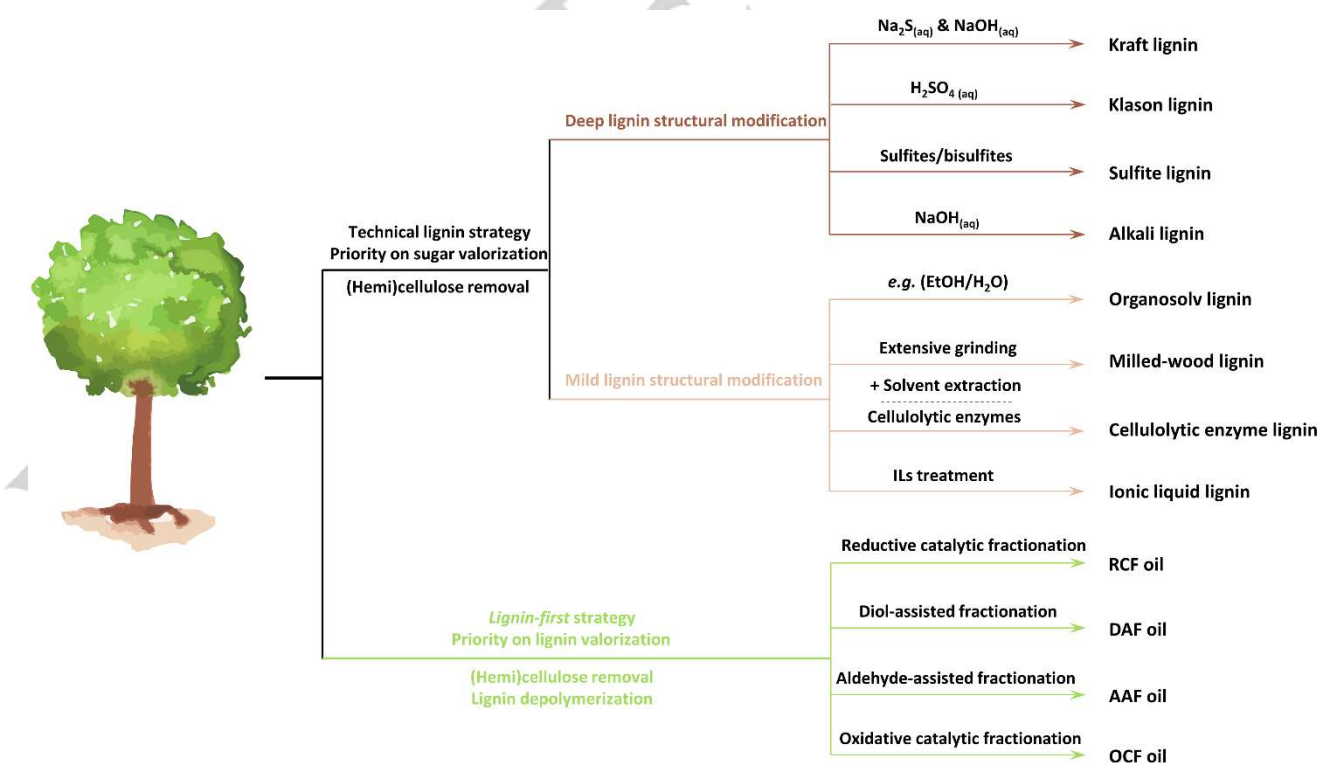 Na₂S(aq) & NaOH(aq)
Kraft lignin
H₂SO₄ (aq)
Klason lignin
Deep lignin structural modification
Sulfites/bisulfites
Sulfite lignin
NaOH(aq)
Alkali lignin
Technical lignin strategy
Priority on sugar valorization
(Hemi)cellulose removal
e.g. (EtOH/H₂O)
Organosolv lignin
Extensive grinding
Milled-wood lignin
Mild lignin structural modification
+ Solvent extraction
Cellulolytic enzymes
Cellulolytic enzyme lignin
ILs treatment
Ionic liquid lignin
Reductive catalytic fractionation
RCF oil
Lignin-first strategy
Priority on lignin valorization
(Hemi)cellulose removal
Lignin depolymerization
Diol-assisted fractionation
DAF oil
Aldehyde-assisted fractionation
AAF oil
Oxidative catalytic fractionation
OCF oil